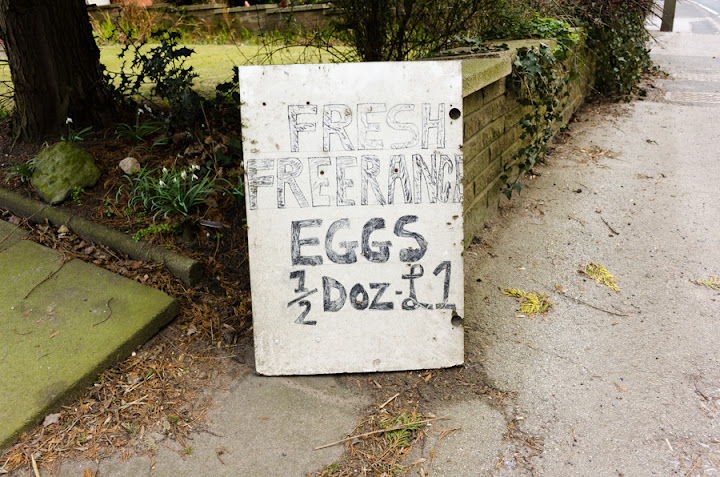 FRESH
FREERANGE
EGGS
1/2 DOZ-£1